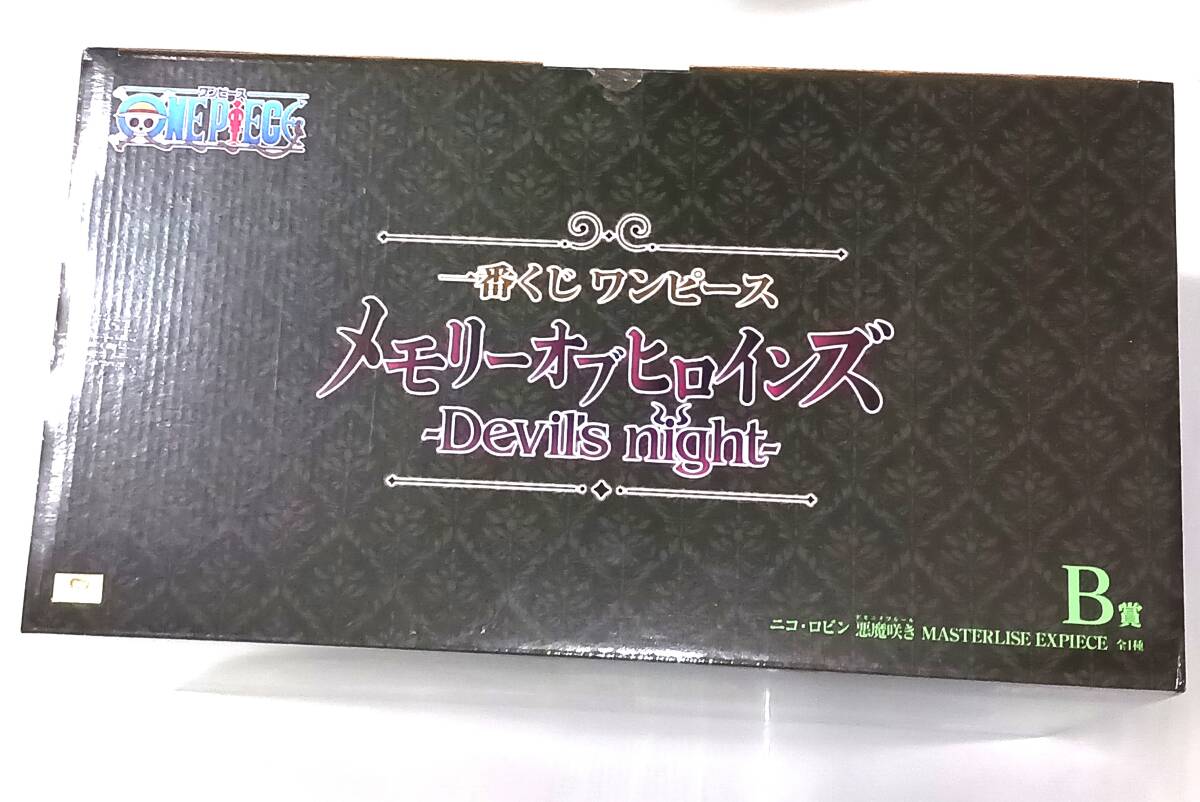 ワンピース
ONE PIECE
一番くじ ワンピース
メモリーオブヒロインズ
-Devil's night-
B賞
デモニオフルール
ニコ・ロビン 悪魔咲き MASTERLISE EXPIECE 全1種